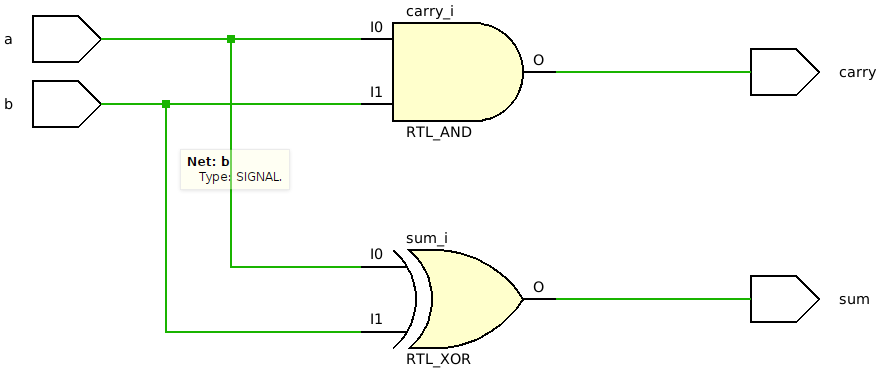 carry_i
a
I0
O
carry
b
I1
RTL_AND
Net: b
Type: SIGNAL.
sum_i
I0
O
sum
I1
RTL_XOR